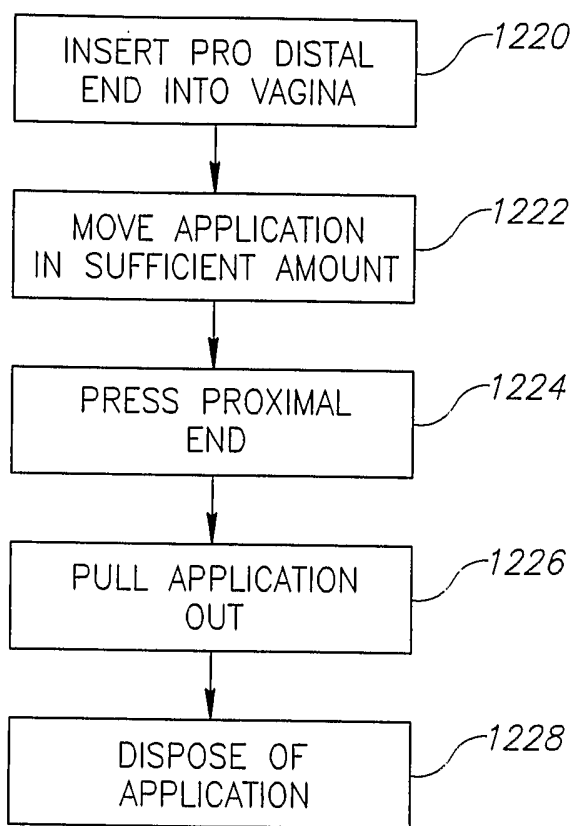 INSERT PRO DISTAL
END INTO VAGINA
1220
MOVE APPLICATION
IN SUFFICIENT AMOUNT
1222
PRESS PROXIMAL
END
1224
PULL APPLICATION
OUT
1226
DISPOSE OF
APPLICATION
1228